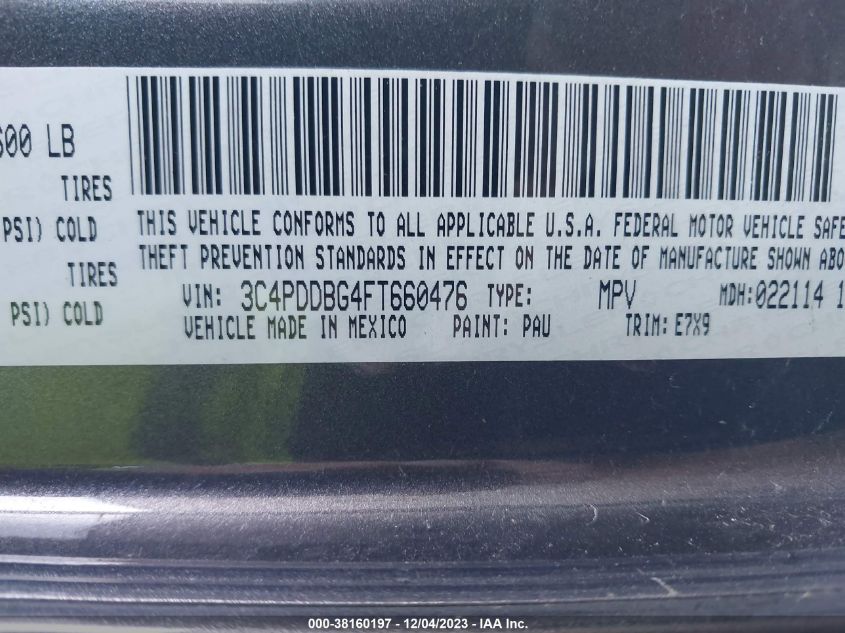 600 LB
TIRES
PSI) COLD
TIRES
PSI) COLD
THIS VEHICLE CONFORMS TO ALL APPLICABLE U.S.A. FEDERAL MOTOR VEHICLE SAFE
THEFT PREVENTION STANDARDS IN EFFECT ON THE DATE OF MANUFACTURE SHOWN ABO
VIN: 3C4PDDBG4FT660476 TYPE: MPV MDH:022114 1
VEHICLE MADE IN MEXICO PAINT: PAU TRIM: E7X9
000-38160197 - 12/04/2023 - IAA Inc.